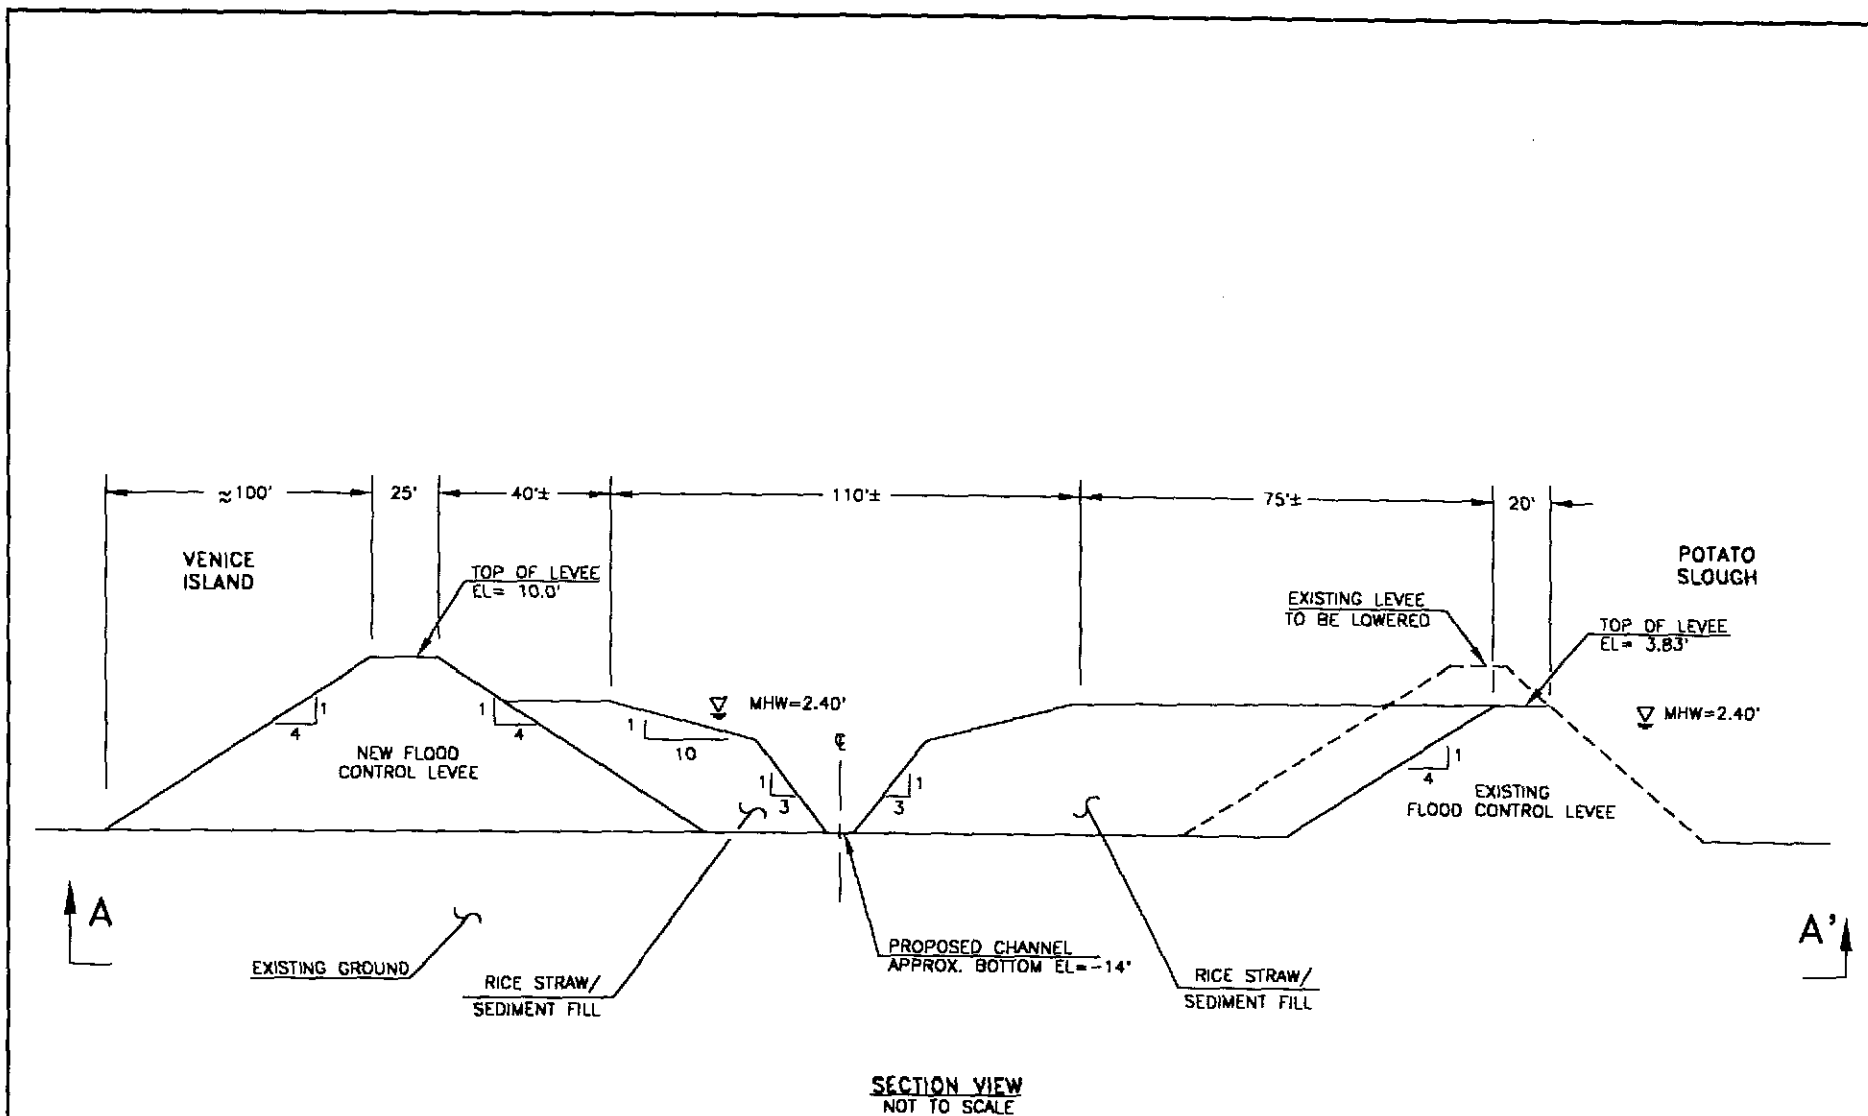 ≈100'
25'
40'±
110'±
75'±
20'
VENICE
ISLAND
POTATO
SLOUGH
TOP OF LEVEE
EL= 10.0'
EXISTING LEVEE
TO BE LOWERED
TOP OF LEVEE
EL= 3.83'
MHW=2.40'
MHW=2.40'
1
4
1
4
1
10
℄
NEW FLOOD
CONTROL LEVEE
1
3
1
3
1
4
EXISTING
FLOOD CONTROL LEVEE
A
A'
EXISTING GROUND
RICE STRAW/
SEDIMENT FILL
PROPOSED CHANNEL
APPROX. BOTTOM EL=-14'
RICE STRAW/
SEDIMENT FILL
SECTION VIEW
NOT TO SCALE